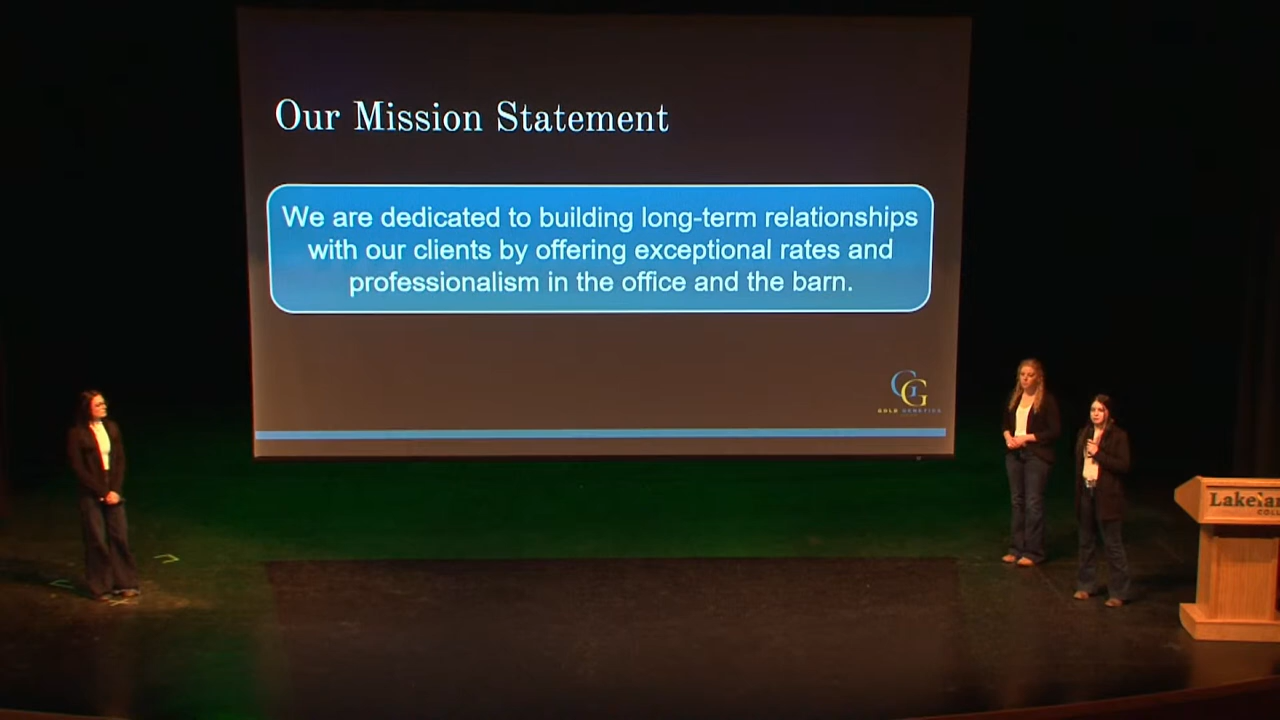 Our Mission Statement
We are dedicated to building long-term relationships
with our clients by offering exceptional rates and
professionalism in the office and the barn.
GG
GOLD GENETICS